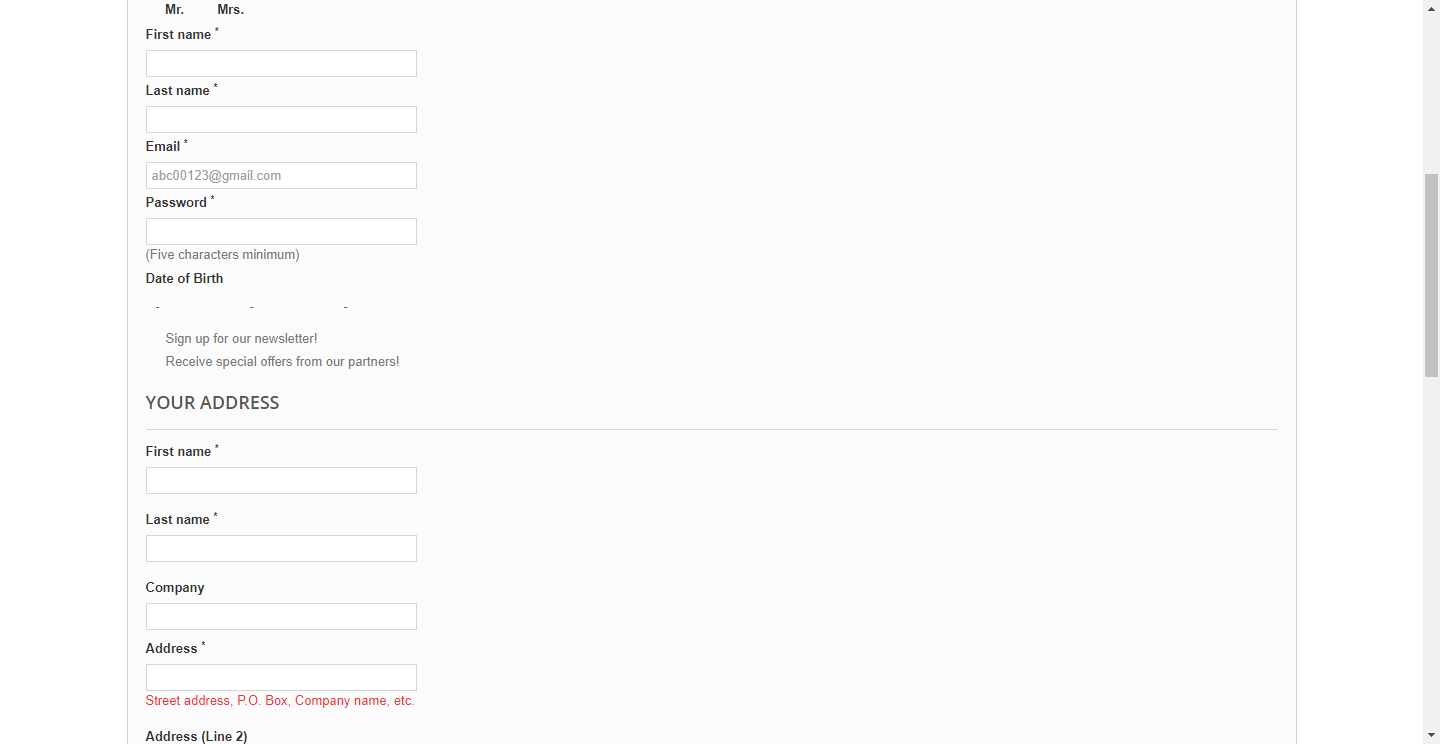 Mr. Mrs.
First name *
Last name *
Email *
abc00123@gmail.com
Password *
(Five characters minimum)
Date of Birth
- - -
Sign up for our newsletter!
Receive special offers from our partners!
YOUR ADDRESS
First name *
Last name *
Company
Address *
Street address, P.O. Box, Company name, etc.
Address (Line 2)